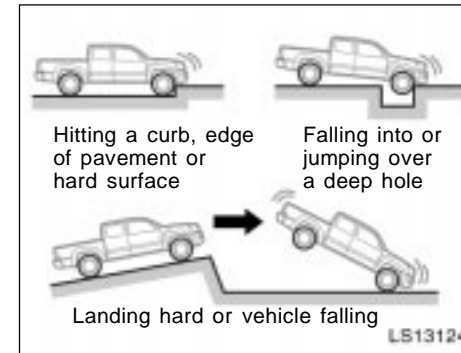 Hitting a curb, edge
of pavement or
hard surface
Falling into or
jumping over
a deep hole
Landing hard or vehicle falling
LS13124